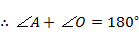 ∴ ∠A + ∠O = 180°